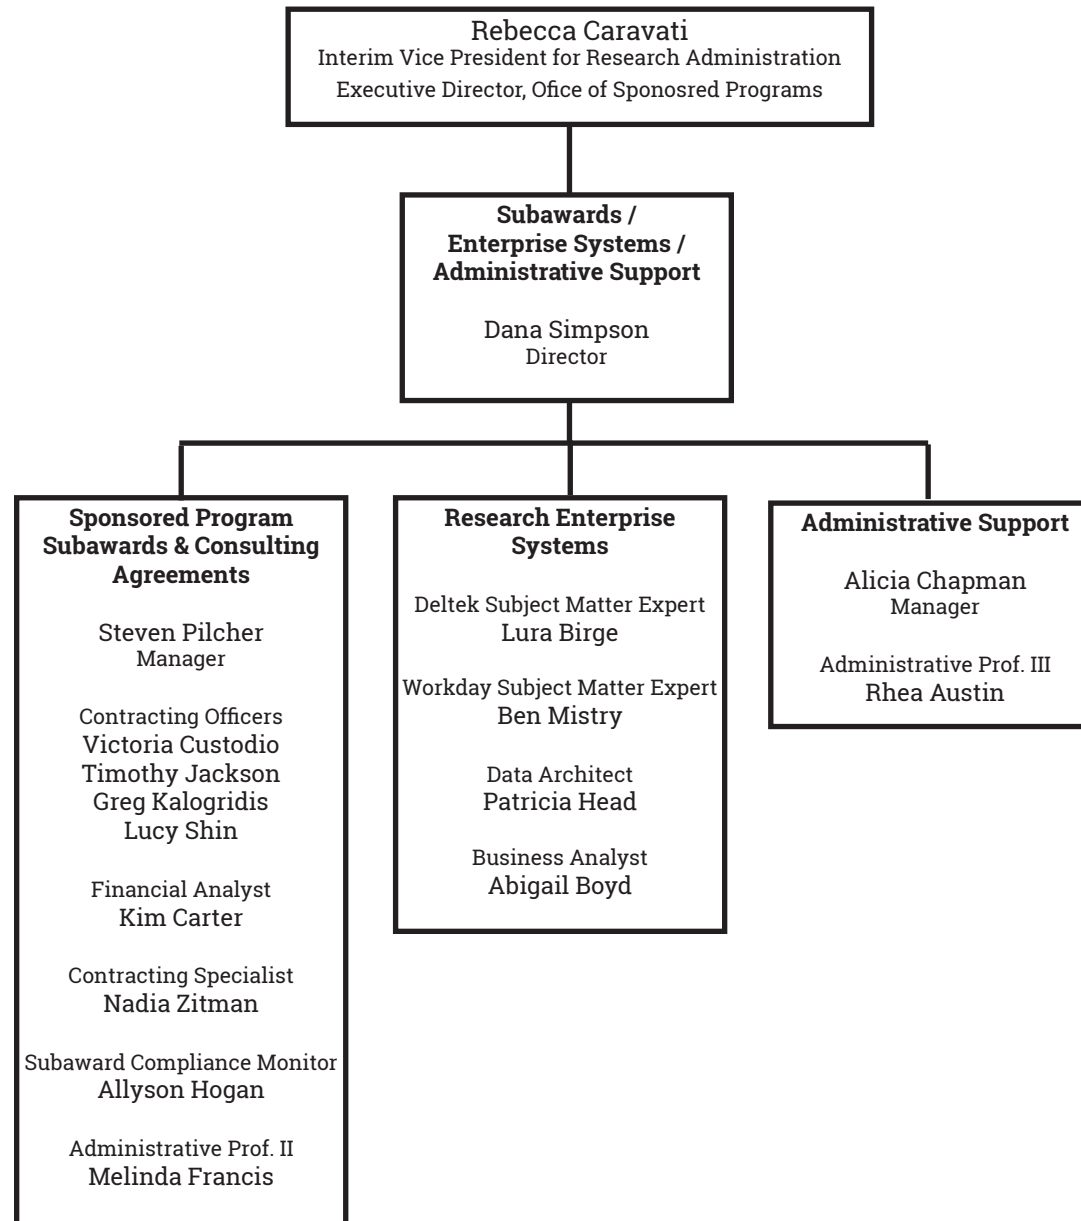 Rebecca Caravati
Interim Vice President for Research Administration
Executive Director, Ofice of Sponosred Programs
Subawards /
Enterprise Systems /
Administrative Support
Dana Simpson
Director
Sponsored Program
Subawards & Consulting
Agreements
Steven Pilcher
Manager
Contracting Officers
Victoria Custodio
Timothy Jackson
Greg Kalogridis
Lucy Shin
Financial Analyst
Kim Carter
Contracting Specialist
Nadia Zitman
Subaward Compliance Monitor
Allyson Hogan
Administrative Prof. II
Melinda Francis
Research Enterprise
Systems
Deltek Subject Matter Expert
Lura Birge
Workday Subject Matter Expert
Ben Mistry
Data Architect
Patricia Head
Business Analyst
Abigail Boyd
Administrative Support
Alicia Chapman
Manager
Administrative Prof. III
Rhea Austin